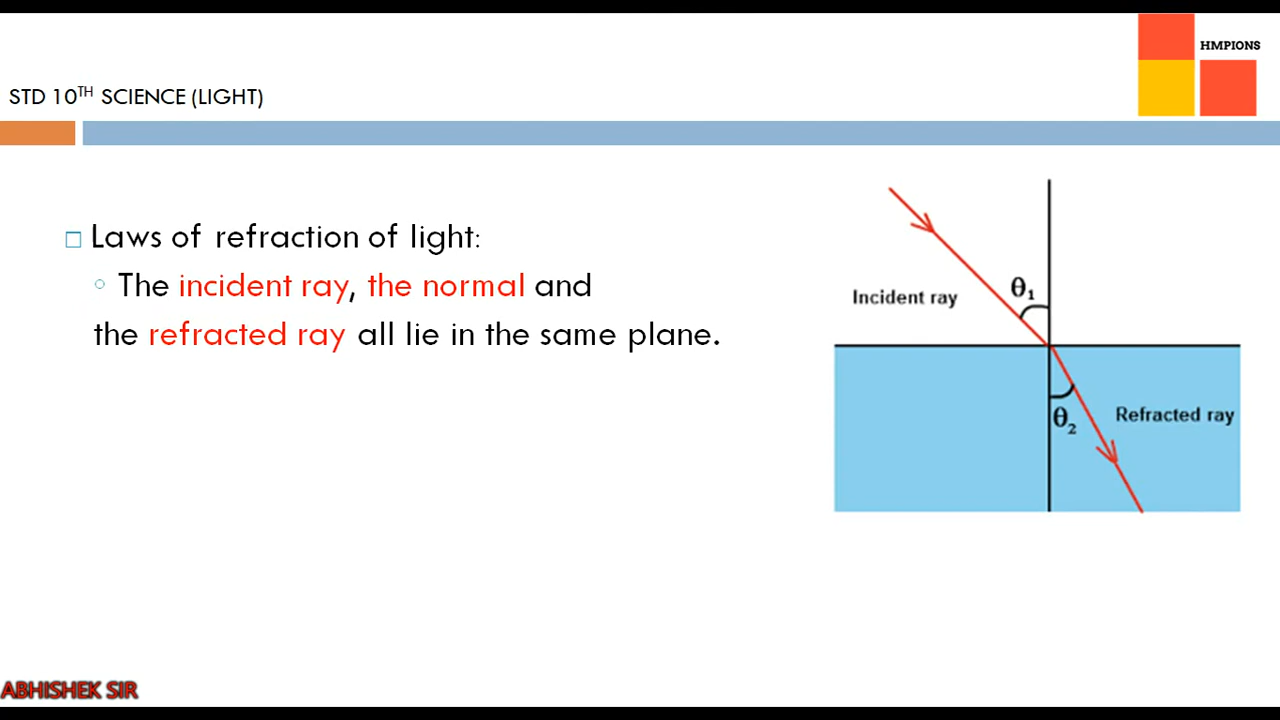 HMPIONS
STD 10TH SCIENCE (LIGHT)
Laws of refraction of light:
The incident ray, the normal and
the refracted ray all lie in the same plane.
θ1
Incident ray
θ2
Refracted ray
ABHISHEK SIR